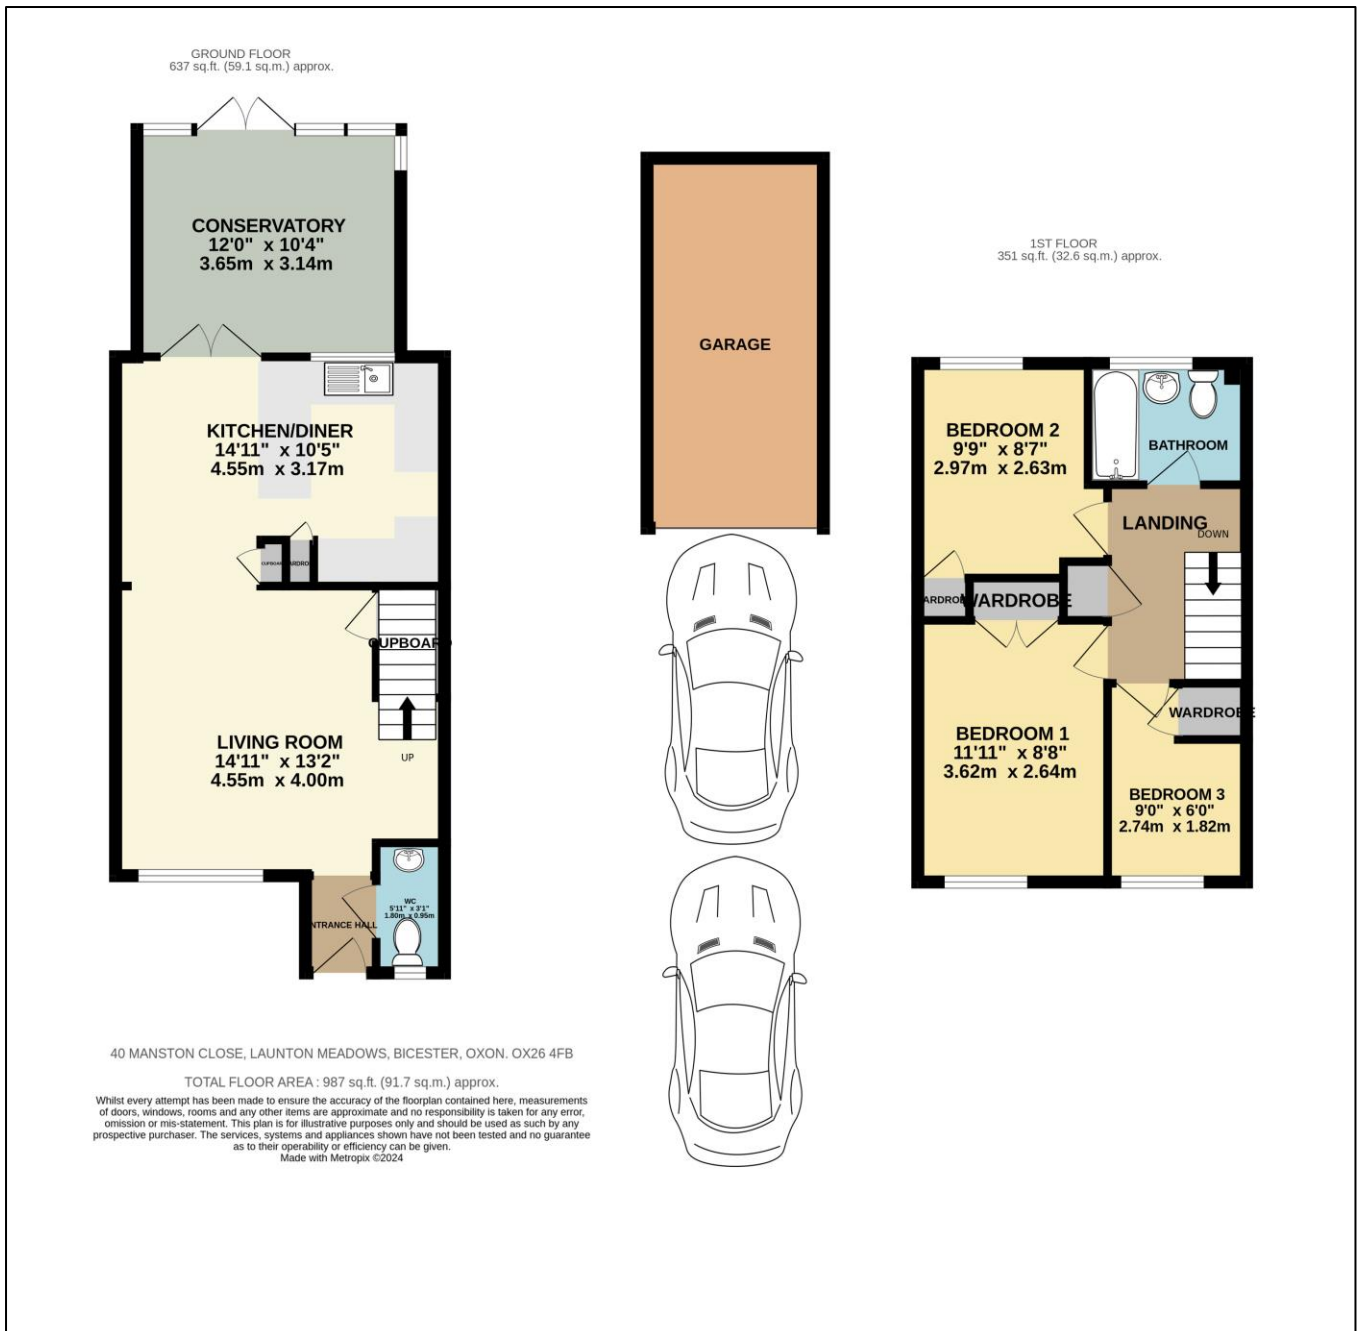 GROUND FLOOR
637 sq.ft. (59.1 sq.m.) approx.
CONSERVATORY
12'0" x 10'4"
3.65m x 3.14m
KITCHEN/DINER
14'11" x 10'5"
4.55m x 3.17m
CUPBOARD
LIVING ROOM
14'11" x 13'2"
4.55m x 4.00m
CUPBOARD
UP
WC
5'11" x 3'1"
1.80m x 0.95m
ENTRANCE HALL
GARAGE
1ST FLOOR
351 sq.ft. (32.6 sq.m.) approx.
BEDROOM 2
9'9" x 8'7"
2.97m x 2.63m
BATHROOM
LANDING
DOWN
WARDROBE
WARDROBE
BEDROOM 1
11'11" x 8'8"
3.62m x 2.64m
WARDROBE
BEDROOM 3
9'0" x 6'0"
2.74m x 1.82m
40 MANSTON CLOSE, LAUNTON MEADOWS, BICESTER, OXON. OX26 4FB
TOTAL FLOOR AREA : 987 sq.ft. (91.7 sq.m.) approx.
Whilst every attempt has been made to ensure the accuracy of the floorplan contained here, measurements
of doors, windows, rooms and any other items are approximate and no responsibility is taken for any error,
omission or mis-statement. This plan is for illustrative purposes only and should be used as such by any
prospective purchaser. The services, systems and appliances shown have not been tested and no guarantee
as to their operability or efficiency can be given.
Made with Metropix ©2024